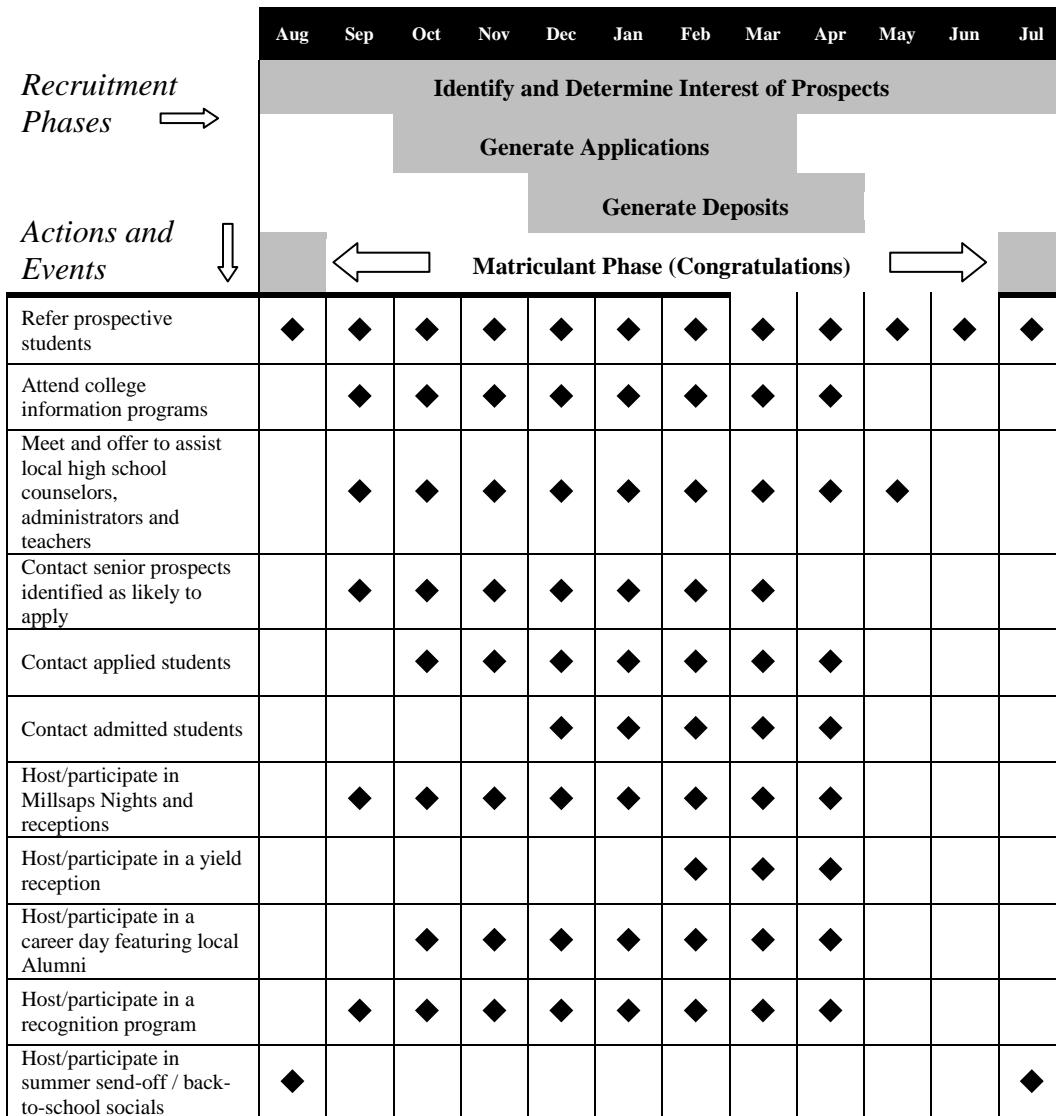 Aug Sep Oct Nov Dec Jan Feb Mar Apr May Jun Jul
Recruitment
Phases
Identify and Determine Interest of Prospects
Generate Applications
Generate Deposits
Actions and
Events
Matriculant Phase (Congratulations)
Refer prospective
students
Attend college
information programs
Meet and offer to assist
local high school
counselors,
administrators and
teachers
Contact senior prospects
identified as likely to
apply
Contact applied students
Contact admitted students
Host/participate in
Millsaps Nights and
receptions
Host/participate in a yield
reception
Host/participate in a
career day featuring local
Alumni
Host/participate in a
recognition program
Host/participate in
summer send-off / back-
to-school socials